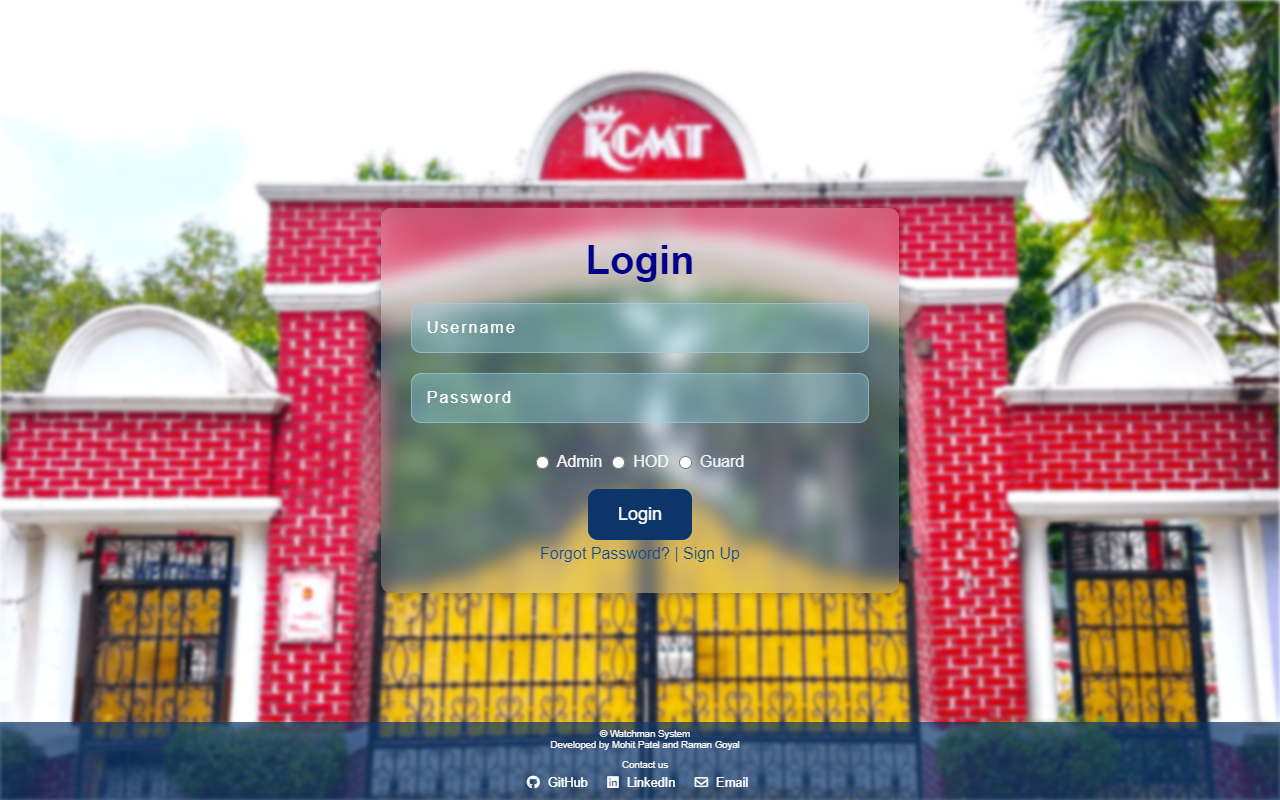 KCMT
Login
Username
Password
Admin HOD Guard
Login
Forgot Password? | Sign Up
© Watchman System
Developed by Mohit Patel and Raman Goyal
Contact us
GitHub LinkedIn Email